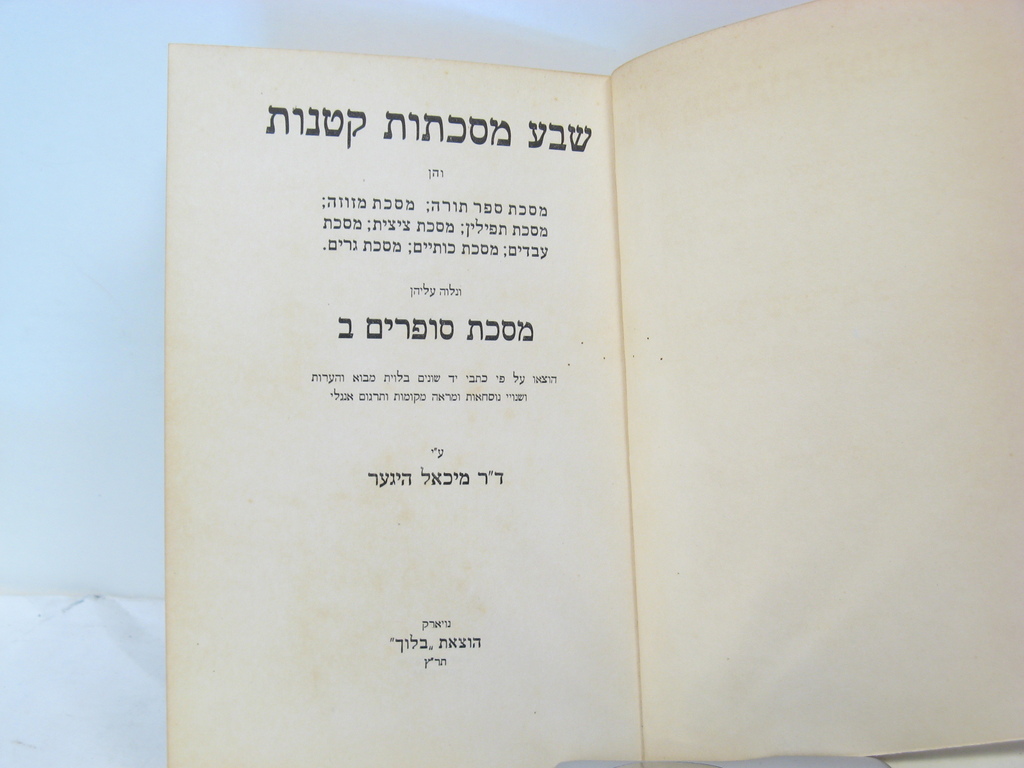 שבע מסכתות קטנות
והן
מסכת ספר תורה; מסכת מזוזה;
מסכת תפילין; מסכת ציצית; מסכת
עבדים; מסכת כותיים; מסכת גרים.
ונלוה עליהן
מסכת סופרים ב
הוצאו על פי כתבי יד שונים בלוית מבוא והערות
ושנויי נוסחאות ומראה מקומות ותרגום אנגלי
ע"י
ד"ר מיכאל היגער
נויארק
הוצאת „בלוך"
תר"ץ